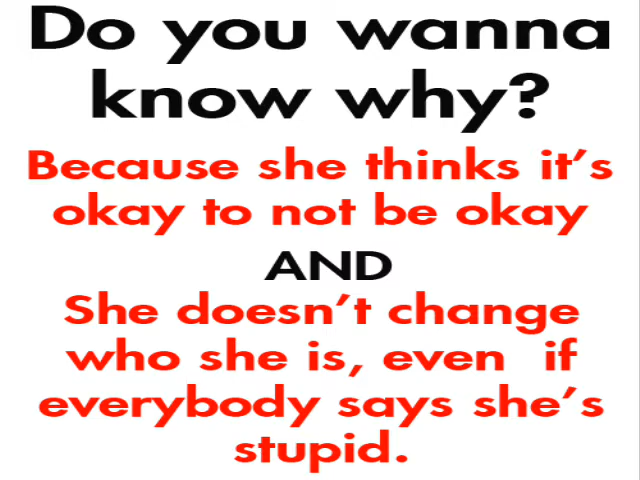 Do you wanna
know why?
Because she thinks it's
okay to not be okay
AND
She doesn't change
who she is, even  if
everybody says she's
stupid.